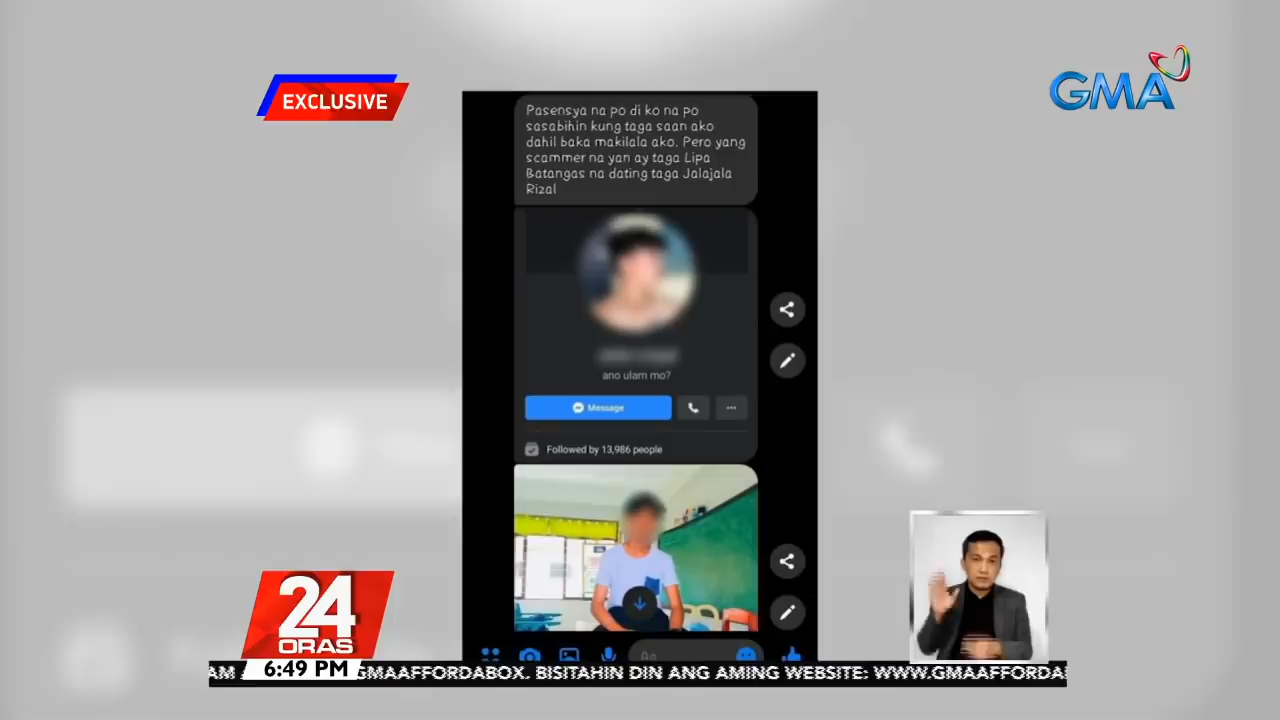 EXCLUSIVE
GMA
Pasensya na po di ko na po
sasabihin kung taga saan ako
dahil baka makilala ako. Pero yang
scammer na yan ay taga Lipa
Batangas na dating taga Jalajala
Rizal
ano ulam mo?
Message
Followed by 13,986 people
Aa
24
ORAS
6:49 PM
AM
GMAAFFORDABOX. BISITAHIN DIN ANG AMING WEBSITE: WWW.GMAAFFORDA